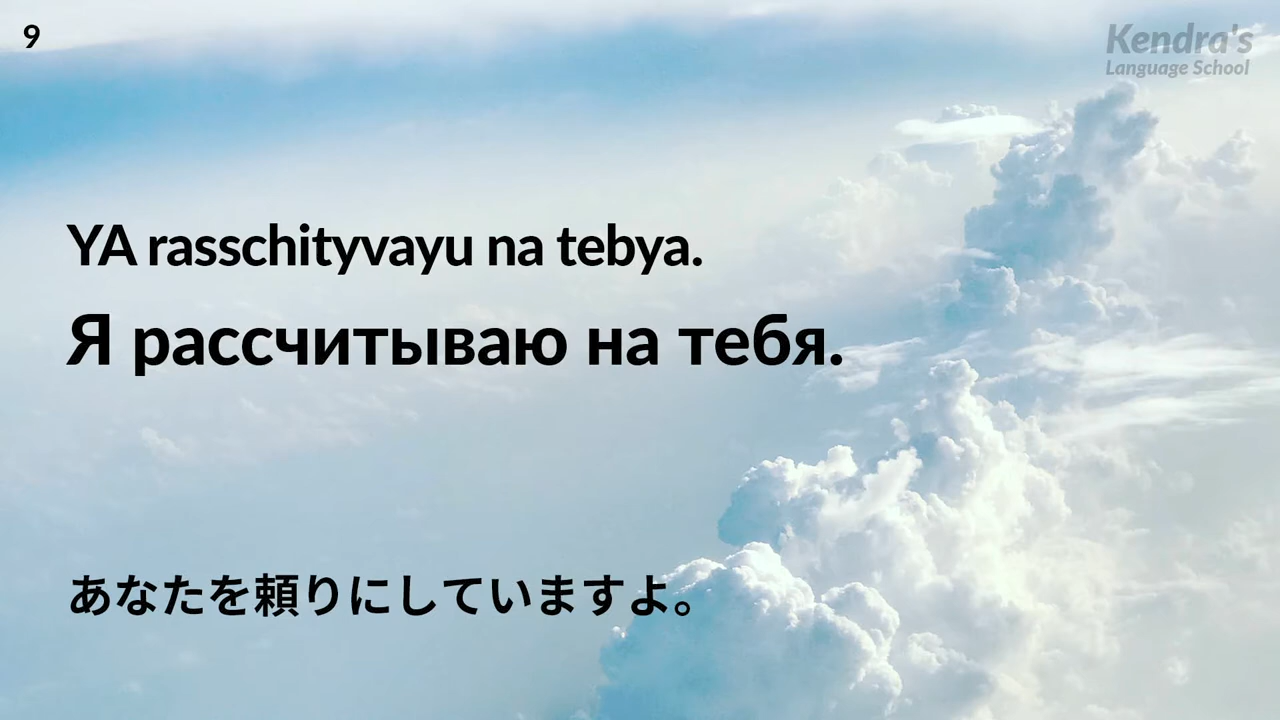 9
Kendra's
Language School
YA rasschityvayu na tebya.
Я рассчитываю на тебя.
あなたを頼りにしていますよ。